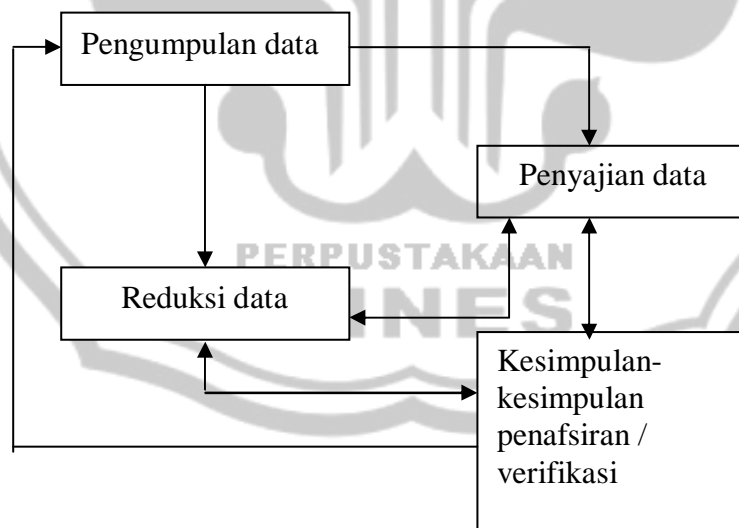 Pengumpulan data
Penyajian data
PERPUSTAKAAN
Reduksi data
NES
Kesimpulan-
kesimpulan
penafsiran /
verifikasi